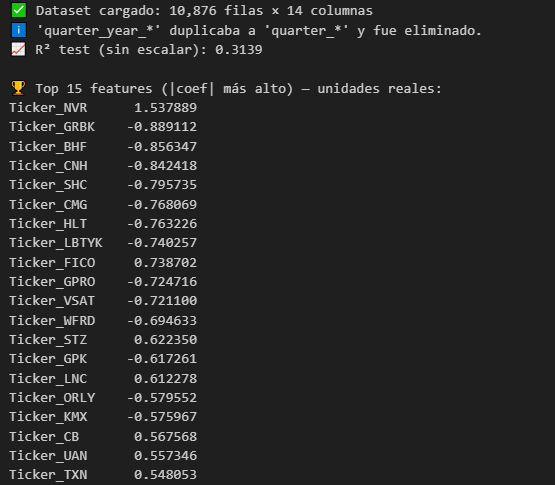 ✅ Dataset cargado: 10,876 filas × 14 columnas
ℹ️ 'quarter_year_*' duplicaba a 'quarter_*' y fue eliminado.
📈 R² test (sin escalar): 0.3139
🏆 Top 15 features (|coef| más alto) — unidades reales:
Ticker_NVR 1.537889
Ticker_GRBK -0.889112
Ticker_BHF -0.856347
Ticker_CNH -0.842418
Ticker_SHC -0.795735
Ticker_CMG -0.768069
Ticker_HLT -0.763226
Ticker_LBTYK -0.740257
Ticker_FICO 0.738702
Ticker_GPRO -0.724716
Ticker_VSAT -0.721100
Ticker_WFRD -0.694633
Ticker_STZ 0.622350
Ticker_GPK -0.617261
Ticker_LNC 0.612278
Ticker_ORLY -0.579552
Ticker_KMX -0.575967
Ticker_CB 0.567568
Ticker_UAN 0.557346
Ticker_TXN 0.548053